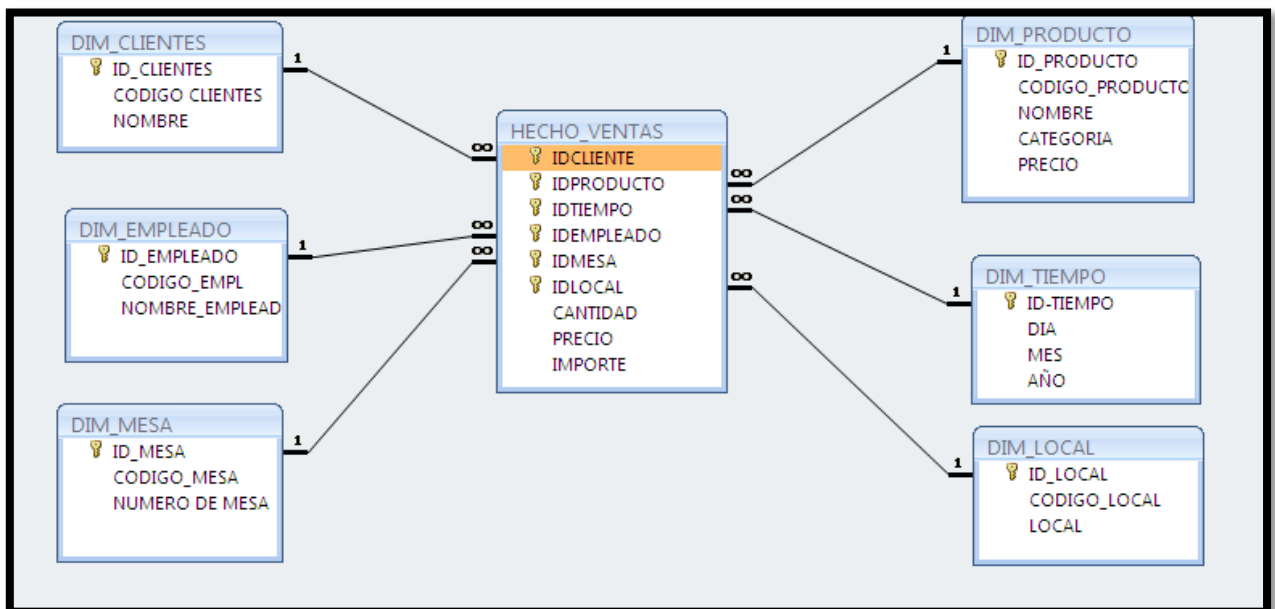 DIM_CLIENTES
ID_CLIENTES
CODIGO CLIENTES
NOMBRE
1
DIM_EMPLEADO
ID_EMPLEADO
CODIGO_EMPL
NOMBRE_EMPLEAD
1
DIM_MESA
ID_MESA
CODIGO_MESA
NUMERO DE MESA
1
HECHO_VENTAS
IDCLIENTE
IDPRODUCTO
IDTIEMPO
IDEMPLEADO
IDMESA
IDLOCAL
CANTIDAD
PRECIO
IMPORTE
∞
∞
∞
∞
∞
∞
DIM_PRODUCTO
ID_PRODUCTO
CODIGO_PRODUCTO
NOMBRE
CATEGORIA
PRECIO
1
DIM_TIEMPO
ID-TIEMPO
DIA
MES
AÑO
1
DIM_LOCAL
ID_LOCAL
CODIGO_LOCAL
LOCAL
1